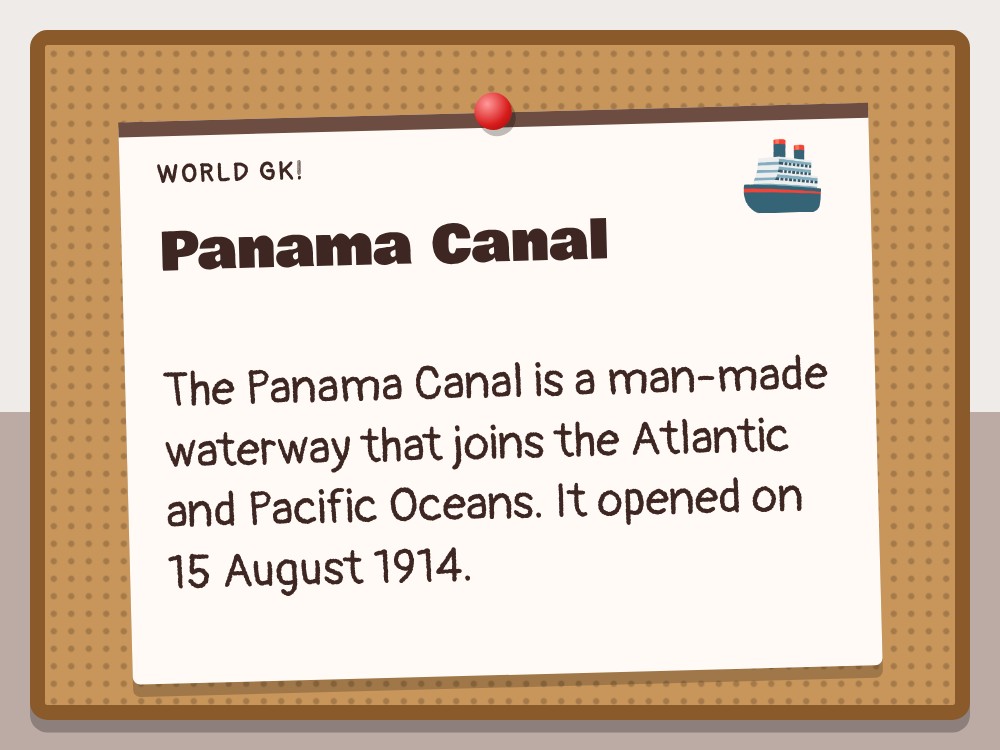 WORLD GK!
Panama Canal
The Panama Canal is a man-made
waterway that joins the Atlantic
and Pacific Oceans. It opened on
15 August 1914.